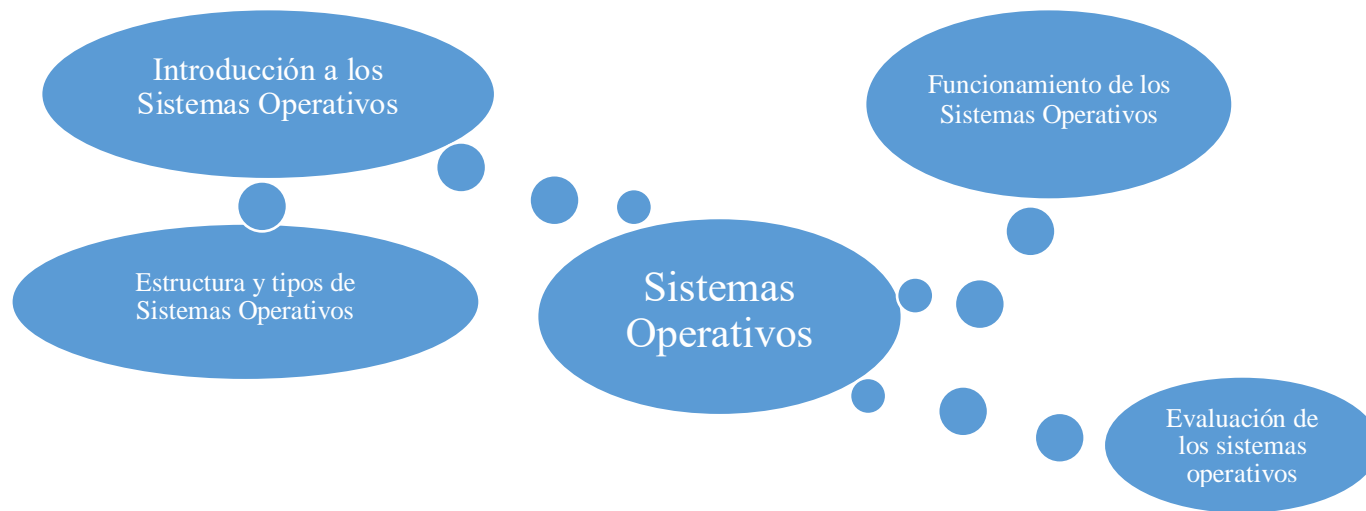 Introducción a los
Sistemas Operativos
Funcionamiento de los
Sistemas Operativos
Estructura y tipos de
Sistemas Operativos
Sistemas
Operativos
Evaluación de
los sistemas
operativos